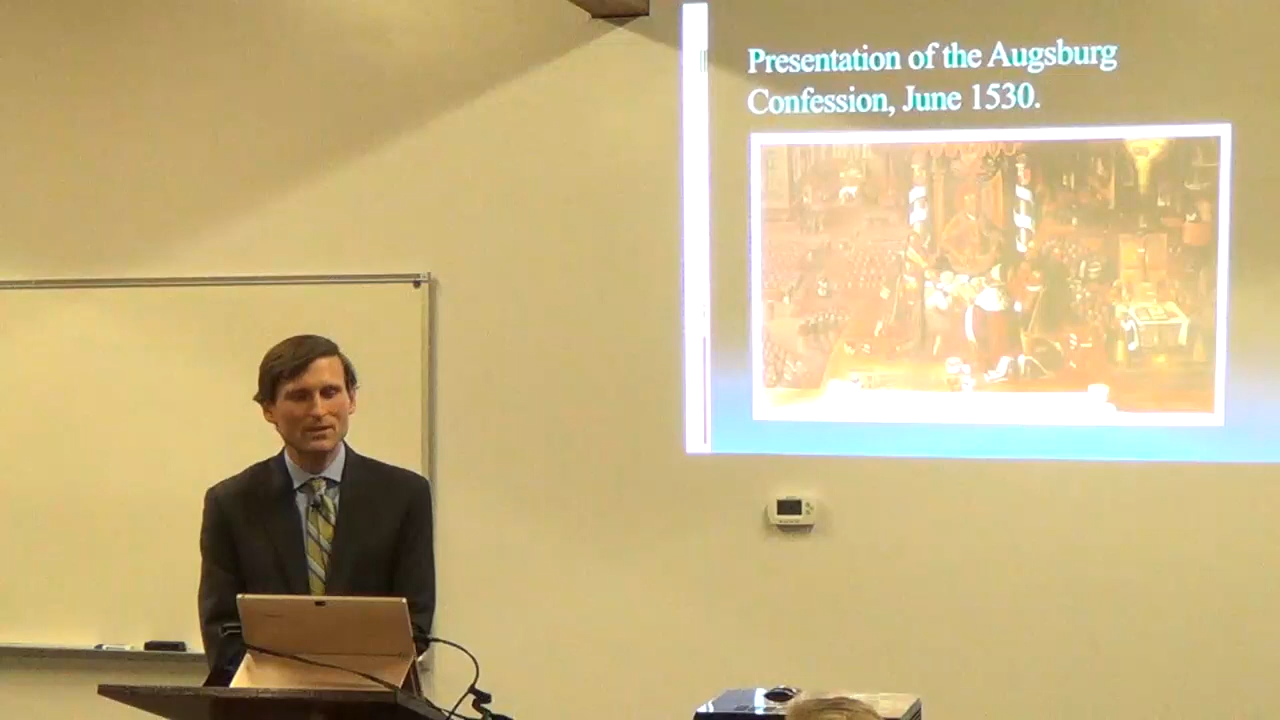 Presentation of the Augsburg
Confession, June 1530.